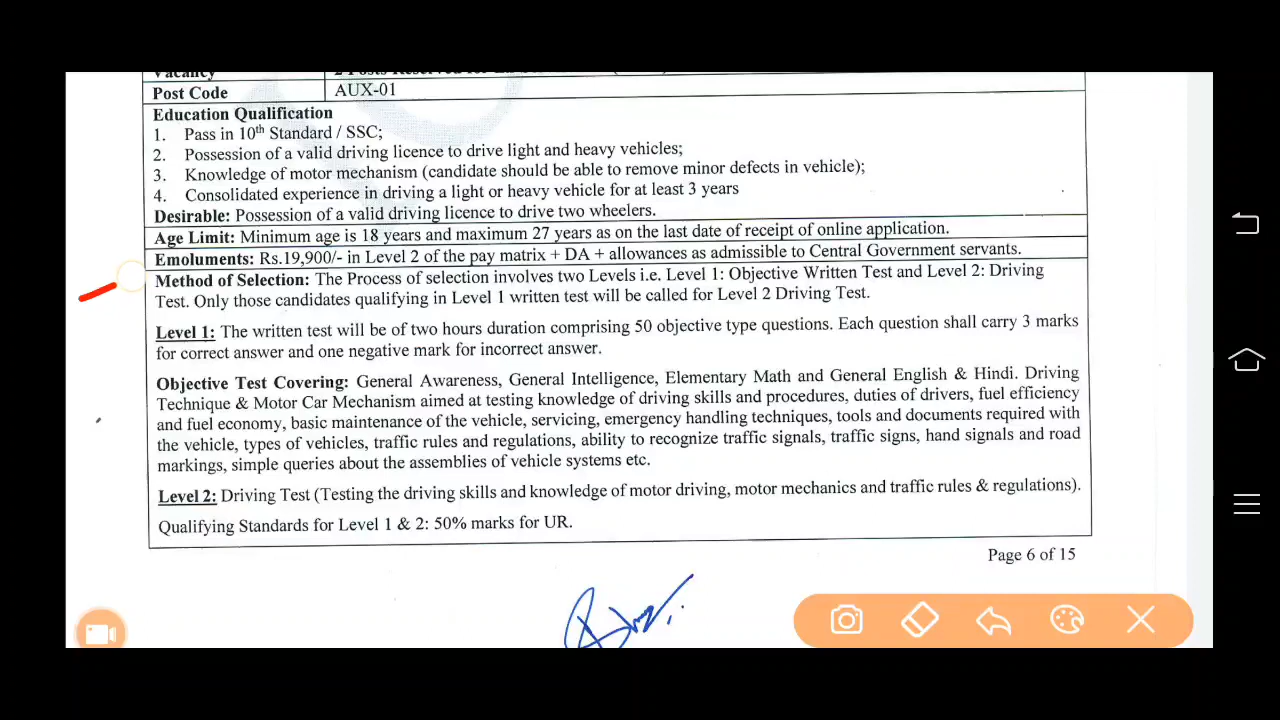 Vacancy
Post Code AUX-01
Education Qualification
1. Pass in 10th Standard / SSC;
2. Possession of a valid driving licence to drive light and heavy vehicles;
3. Knowledge of motor mechanism (candidate should be able to remove minor defects in vehicle);
4. Consolidated experience in driving a light or heavy vehicle for at least 3 years
Desirable: Possession of a valid driving licence to drive two wheelers.
Age Limit: Minimum age is 18 years and maximum 27 years as on the last date of receipt of online application.
Emoluments: Rs.19,900/- in Level 2 of the pay matrix + DA + allowances as admissible to Central Government servants.
Method of Selection: The Process of selection involves two Levels i.e. Level 1: Objective Written Test and Level 2: Driving
Test. Only those candidates qualifying in Level 1 written test will be called for Level 2 Driving Test.
Level 1: The written test will be of two hours duration comprising 50 objective type questions. Each question shall carry 3 marks
for correct answer and one negative mark for incorrect answer.
Objective Test Covering: General Awareness, General Intelligence, Elementary Math and General English & Hindi. Driving
Technique & Motor Car Mechanism aimed at testing knowledge of driving skills and procedures, duties of drivers, fuel efficiency
and fuel economy, basic maintenance of the vehicle, servicing, emergency handling techniques, tools and documents required with
the vehicle, types of vehicles, traffic rules and regulations, ability to recognize traffic signals, traffic signs, hand signals and road
markings, simple queries about the assemblies of vehicle systems etc.
Level 2: Driving Test (Testing the driving skills and knowledge of motor driving, motor mechanics and traffic rules & regulations).
Qualifying Standards for Level 1 & 2: 50% marks for UR.
Page 6 of 15